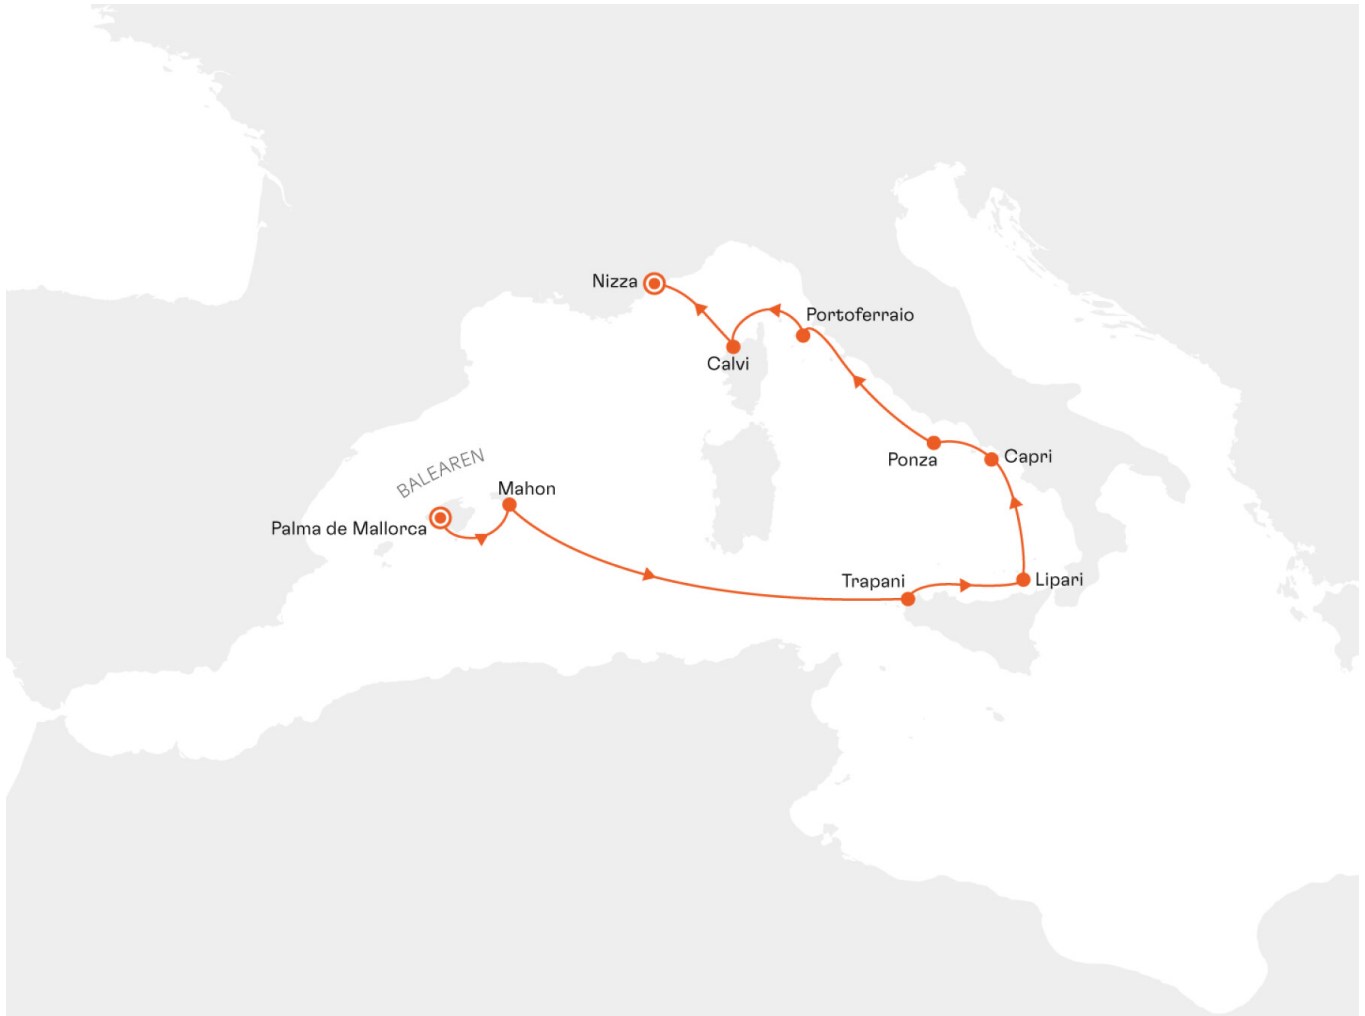 Nizza
Portoferraio
Calvi
Ponza
Capri
BALEAREN
Mahon
Palma de Mallorca
Trapani
Lipari